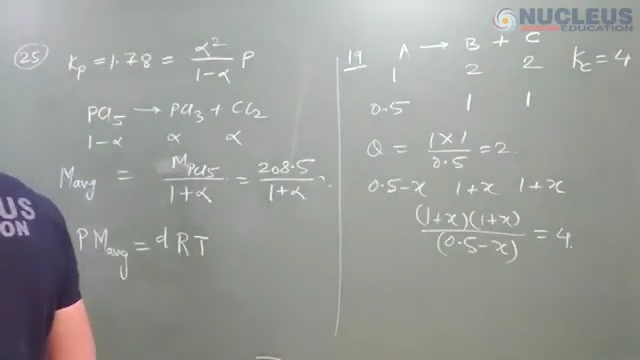 NUCLEUS
EDUCATION
25
Kp = 1.78 = α² / 1-α P
PCl5 → PCl3 + Cl2
1-α α α
Mavg = MPCl5 / 1+α = 208.5 / 1+α
PMavg = dRT
19 A → B + C Kc = 4
1 2 2
0.5 1 1
Q = 1×1 / 0.5 = 2
0.5-x 1+x 1+x
(1+x)(1+x) / (0.5-x) = 4
US
ION